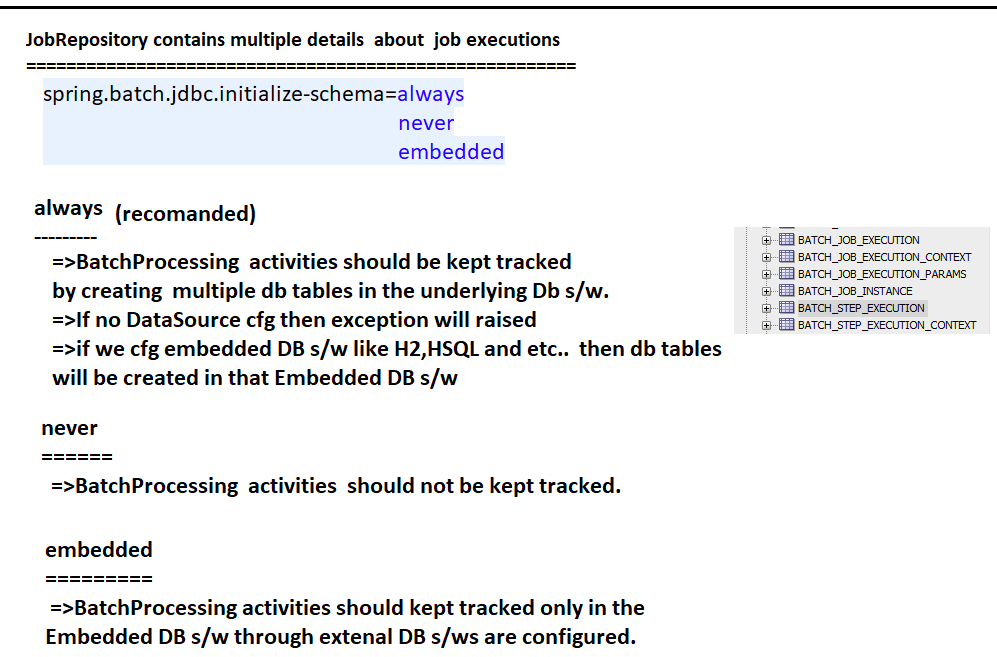 JobRepository contains multiple details about job executions
=======================================================
spring.batch.jdbc.initialize-schema=always
never
embedded
always (recomanded)
---------
=>BatchProcessing activities should be kept tracked
by creating multiple db tables in the underlying Db s/w.
=>If no DataSource cfg then exception will raised
=>if we cfg embedded DB s/w like H2,HSQL and etc.. then db tables
will be created in that Embedded DB s/w
BATCH_JOB_EXECUTION
BATCH_JOB_EXECUTION_CONTEXT
BATCH_JOB_EXECUTION_PARAMS
BATCH_JOB_INSTANCE
BATCH_STEP_EXECUTION
BATCH_STEP_EXECUTION_CONTEXT
never
======
=>BatchProcessing activities should not be kept tracked.
embedded
=========
=>BatchProcessing activities should kept tracked only in the
Embedded DB s/w through extenal DB s/ws are configured.